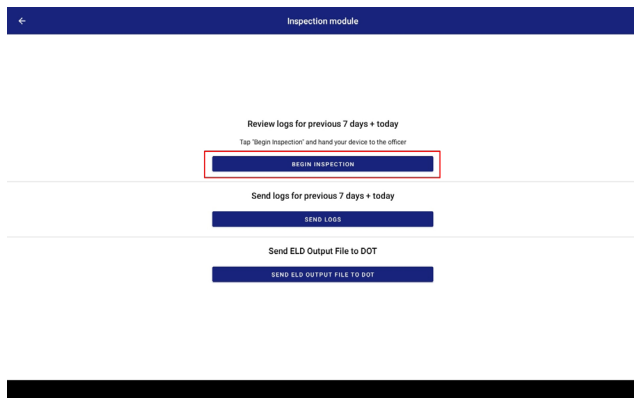 Inspection module
Review logs for previous 7 days + today
Tap "Begin Inspection" and hand your device to the officer
BEGIN INSPECTION
Send logs for previous 7 days + today
SEND LOGS
Send ELD Output File to DOT
SEND ELD OUTPUT FILE TO DOT